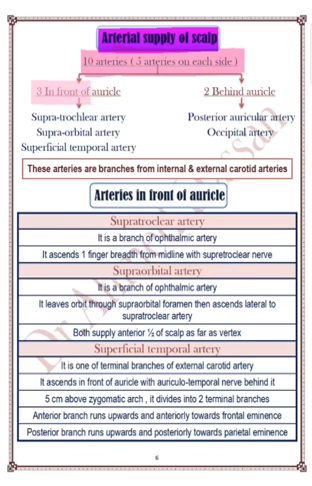 Arterial supply of scalp
10 arteries ( 5 arteries on each side )
3 In front of auricle
2 Behind auricle
Supra-trochlear artery
Supra-orbital artery
Superficial temporal artery
Posterior auricular artery
Occipital artery
These arteries are branches from internal & external carotid arteries
Arteries in front of auricle
Supratroclear artery
It is a branch of ophthalmic artery
It ascends 1 finger breadth from midline with supretroclear nerve
Supraorbital artery
It is a branch of ophthalmic artery
It leaves orbit through supraorbital foramen then ascends lateral to
supratroclear artery
Both supply anterior ½ of scalp as far as vertex
Superficial temporal artery
It is one of terminal branches of external carotid artery
It ascends in front of auricle with auriculo-temporal nerve behind it
5 cm above zygomatic arch , it divides into 2 terminal branches
Anterior branch runs upwards and anteriorly towards frontal eminence
Posterior branch runs upwards and posteriorly towards parietal eminence
6